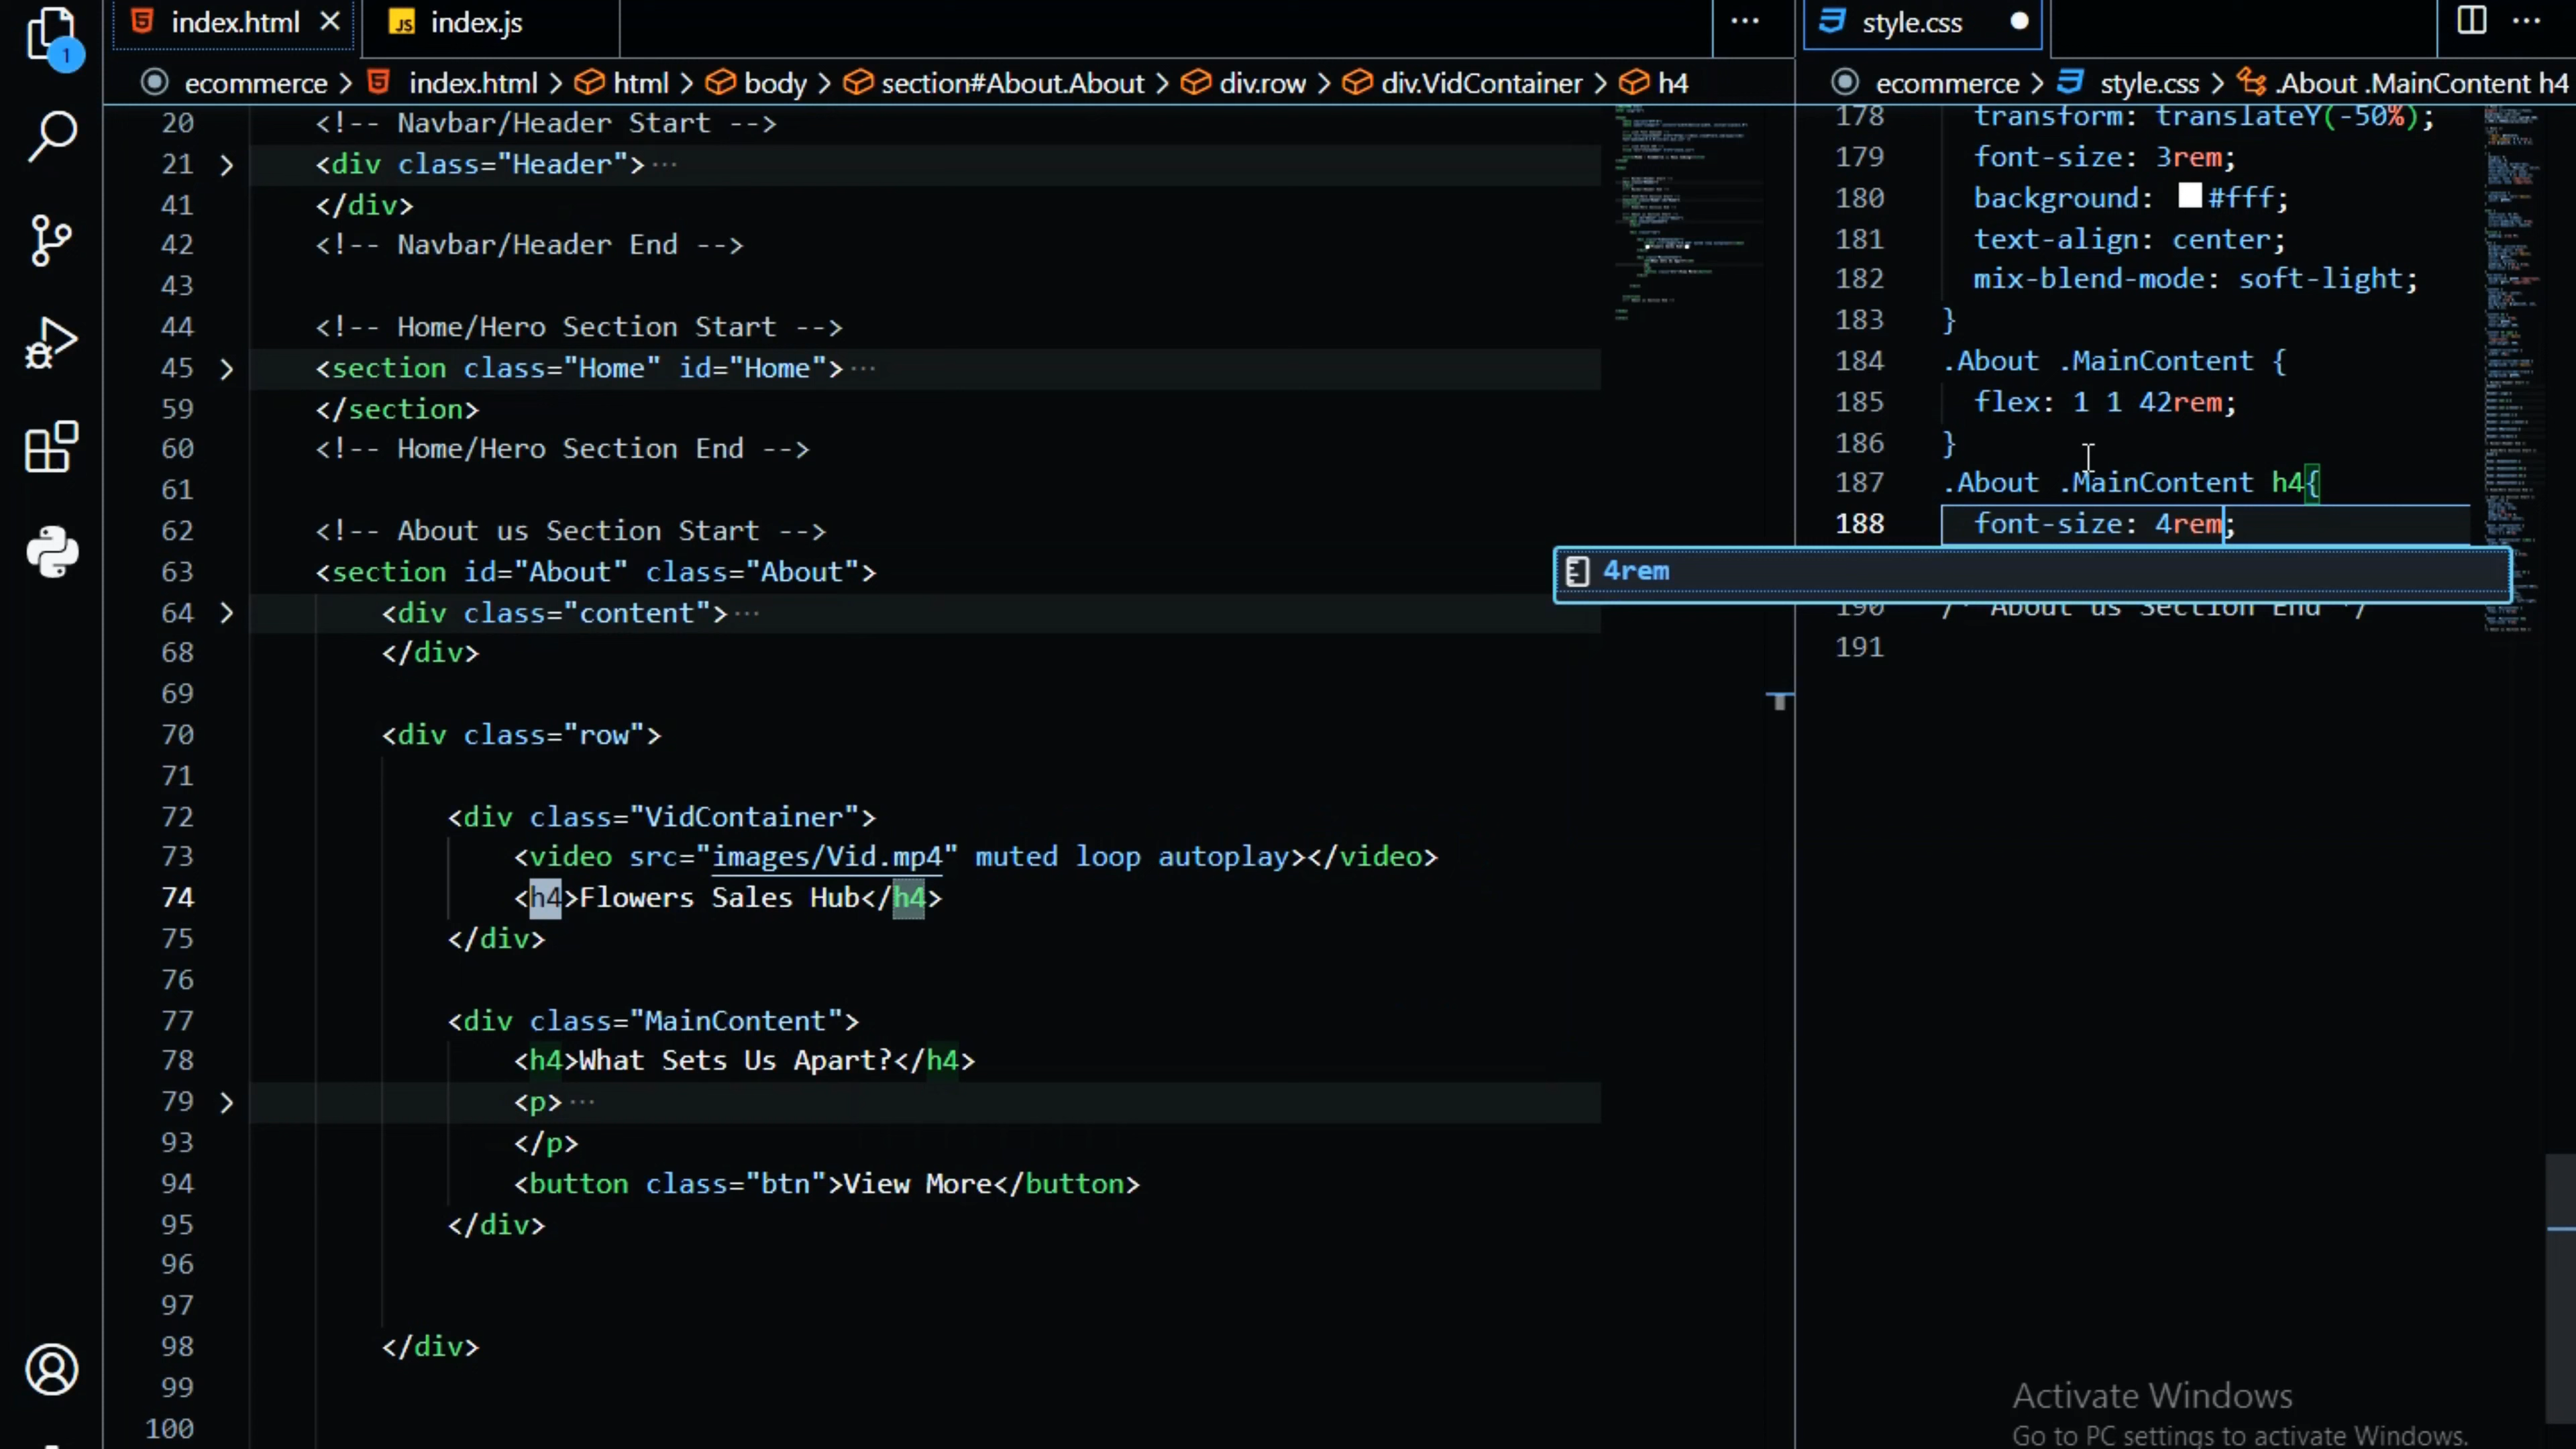 1
index.html
index.js
style.css
ecommerce > index.html > html > body > section#About.About > div.row > div.VidContainer > h4
20 <!-- Navbar/Header Start -->
21 <div class="Header">
41 </div>
42 <!-- Navbar/Header End -->
43
44 <!-- Home/Hero Section Start -->
45 <section class="Home" id="Home">
59 </section>
60 <!-- Home/Hero Section End -->
61
62 <!-- About us Section Start -->
63 <section id="About" class="About">
64 <div class="content">
68 </div>
69
70 <div class="row">
71
72 <div class="VidContainer">
73 <video src="images/Vid.mp4" muted loop autoplay></video>
74 <h4>Flowers Sales Hub</h4>
75 </div>
76
77 <div class="MainContent">
78 <h4>What Sets Us Apart?</h4>
79 <p>
93 </p>
94 <button class="btn">View More</button>
95 </div>
96
97
98 </div>
99
100
ecommerce > style.css > .About .MainContent h4
178 transform: translateY(-50%);
179 font-size: 3rem;
180 background: #fff;
181 text-align: center;
182 mix-blend-mode: soft-light;
183 }
184 .About .MainContent {
185 flex: 1 1 42rem;
186 }
187 .About .MainContent h4{
188 font-size: 4rem;
4rem
190 /* About us Section End */
191
Activate Windows
Go to PC settings to activate Windows.